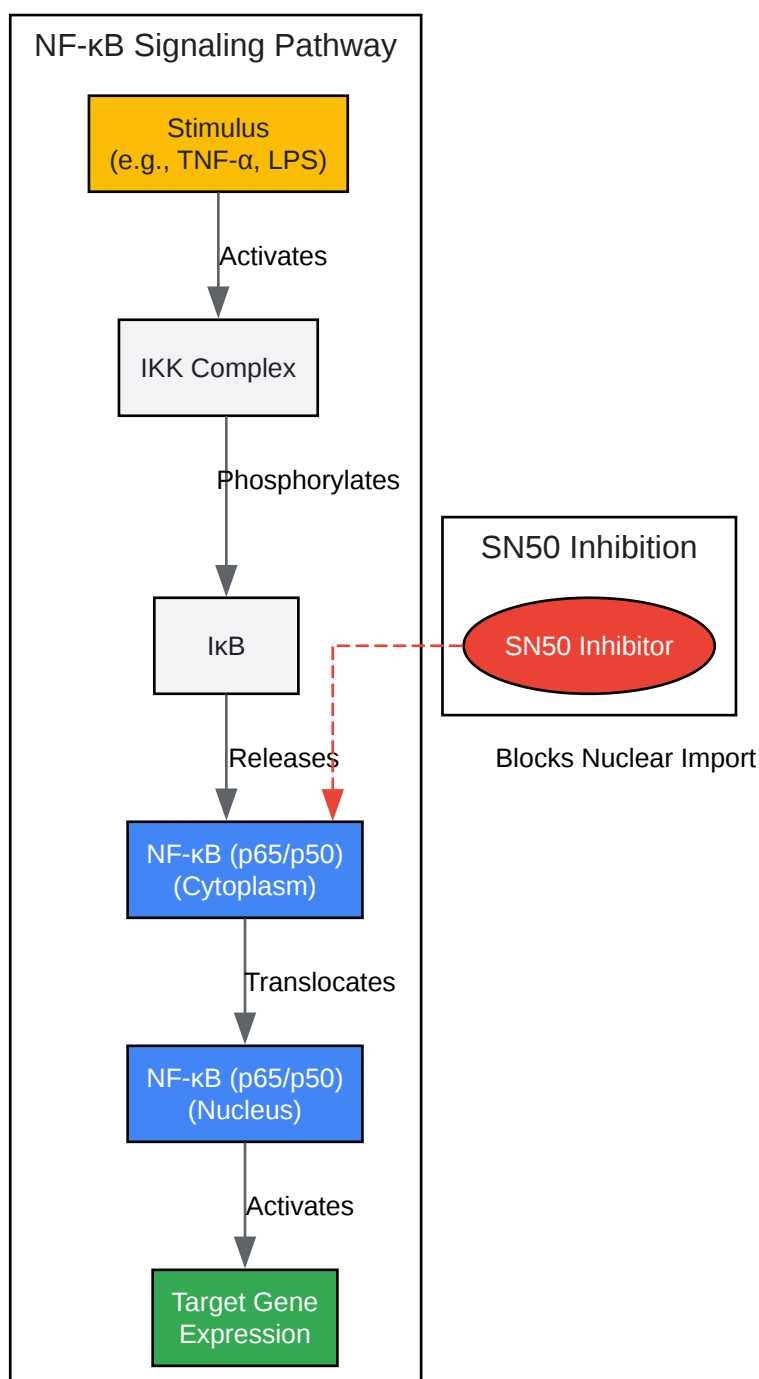 NF-κB Signaling Pathway
Stimulus
(e.g., TNF-α, LPS)
Activates
IKK Complex
Phosphorylates
IκB
Releases
NF-κB (p65/p50)
(Cytoplasm)
Translocates
NF-κB (p65/p50)
(Nucleus)
Activates
Target Gene
Expression
SN50 Inhibition
SN50 Inhibitor
Blocks Nuclear Import